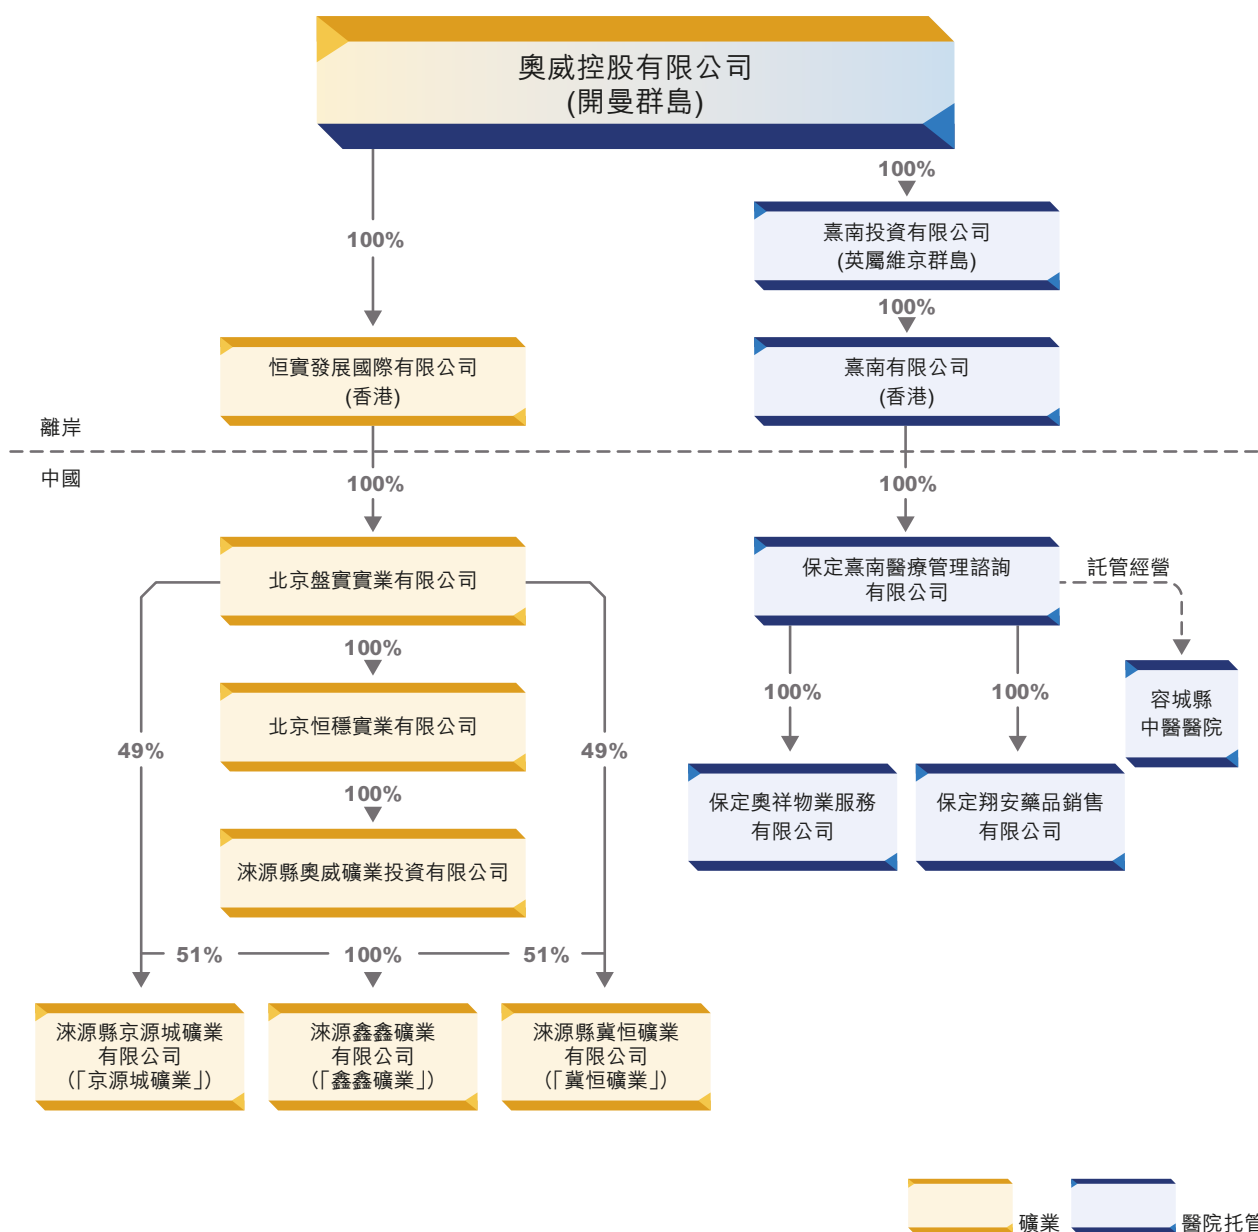 奧威控股有限公司
(開曼群島)
100%
100%
熹南投資有限公司
(英屬維京群島)
100%
恒實發展國際有限公司
(香港)
熹南有限公司
(香港)
離岸
中國
100%
100%
北京盤實實業有限公司
保定熹南醫療管理諮詢
有限公司
託管經營
100%
北京恒穩實業有限公司
100%
100%
容城縣
中醫醫院
49%
49%
100%
保定奧祥物業服務
有限公司
保定翔安藥品銷售
有限公司
淶源縣奧威礦業投資有限公司
51%
100%
51%
淶源縣京源城礦業
有限公司
(「京源城礦業」)
淶源鑫鑫礦業
有限公司
(「鑫鑫礦業」)
淶源縣冀恒礦業
有限公司
(「冀恒礦業」)
礦業
醫院托管